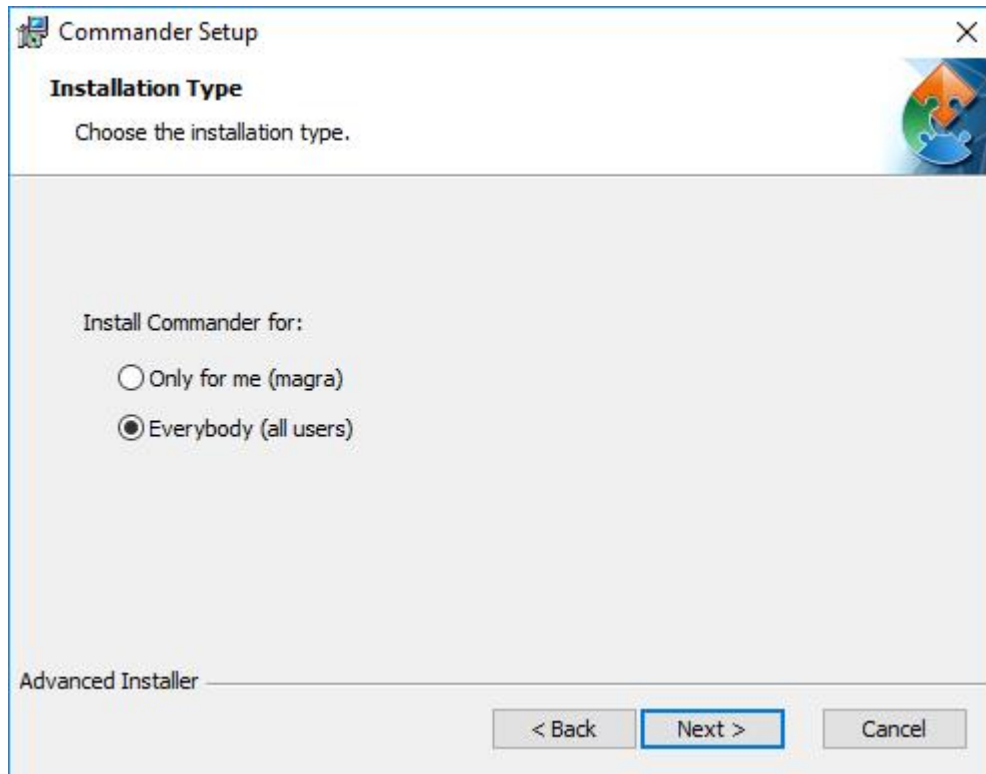 Commander Setup
Installation Type
Choose the installation type.
Install Commander for:
Only for me (magra)
Everybody (all users)
Advanced Installer
< Back Next > Cancel